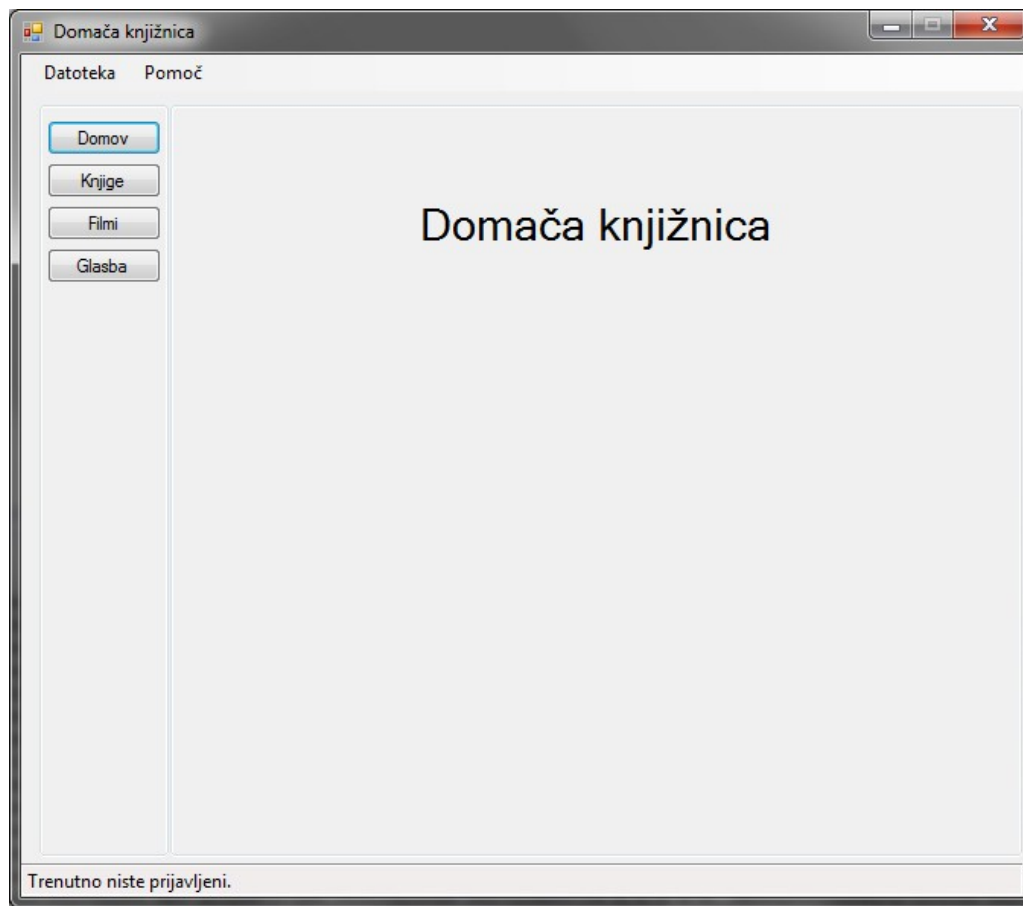 Domača knjižnica
Datoteka Pomoč
Domov
Knjige
Filmi
Glasba
Domača knjižnica
Trenutno niste prijavljeni.